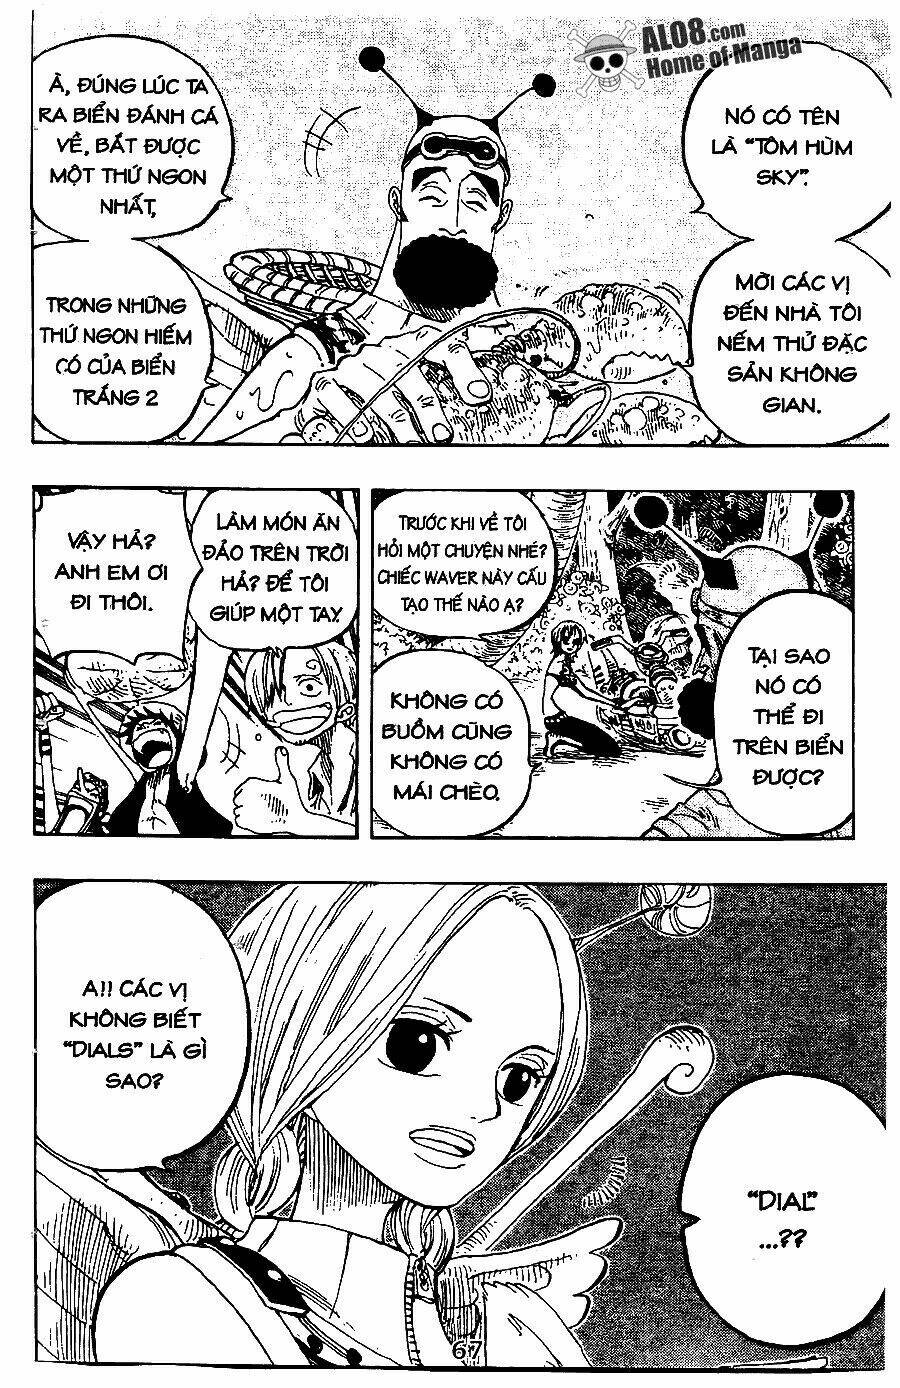 AL08.com
Home of Manga
À, ĐÚNG LÚC TA
RA BIỂN ĐÁNH CÁ
VỀ, BẮT ĐƯỢC
MỘT THỨ NGON
NHẤT,
TRONG NHỮNG
THỨ NGON HIẾM
CÓ CỦA BIỂN
TRẮNG 2
NÓ CÓ TÊN
LÀ "TÔM HÙM
SKY".
MỜI CÁC VỊ
ĐẾN NHÀ TÔI
NẾM THỬ ĐẶC
SẢN KHÔNG
GIAN.
VẬY HẢ?
ANH EM ƠI
ĐI THÔI.
LÀM MÓN ĂN
ĐẢO TRÊN TRỜI
HẢ? ĐỂ TÔI
GIÚP MỘT TAY.
TRƯỚC KHI VỀ TÔI
HỎI MỘT CHUYỆN NHÉ?
CHIẾC WAVER NÀY CẤU
TẠO THẾ NÀO Ạ?
KHÔNG CÓ
BUỒM CŨNG
KHÔNG CÓ
MÁI CHÈO.
TẠI SAO
NÓ CÓ
THỂ ĐI
TRÊN BIỂN
ĐƯỢC?
A!! CÁC VỊ
KHÔNG BIẾT
"DIALS" LÀ GÌ
SAO?
"DIAL"
...??
67